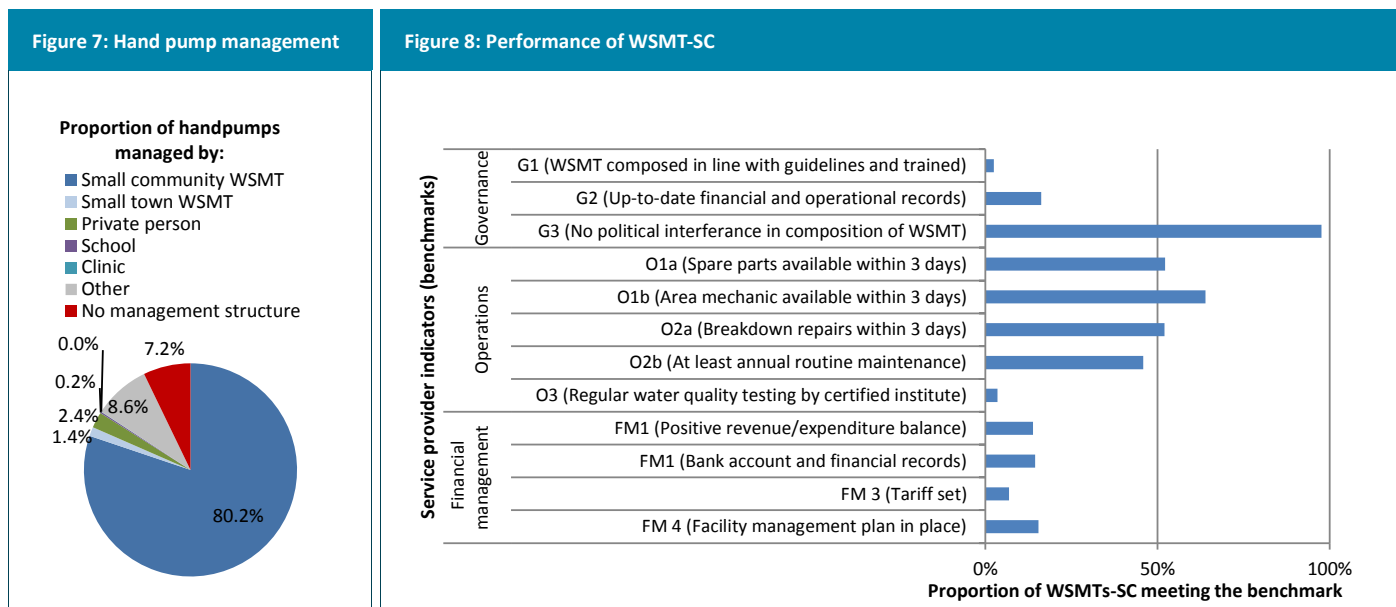 Figure 7: Hand pump management
Proportion of handpumps
managed by:
Small community WSMT
Small town WSMT
Private person
School
Clinic
Other
No management structure
0.0%
7.2%
0.2%
8.6%
2.4%
1.4%
80.2%
Figure 8: Performance of WSMT-SC
Service provider indicators (benchmarks)
Governance
G1 (WSMT composed in line with guidelines and trained)
G2 (Up-to-date financial and operational records)
G3 (No political interferance in composition of WSMT)
Operations
O1a (Spare parts available within 3 days)
O1b (Area mechanic available within 3 days)
O2a (Breakdown repairs within 3 days)
O2b (At least annual routine maintenance)
O3 (Regular water quality testing by certified institute)
Financial
management
FM1 (Positive revenue/expenditure balance)
FM1 (Bank account and financial records)
FM 3 (Tariff set)
FM 4 (Facility management plan in place)
0%
50%
100%
Proportion of WSMTs-SC meeting the benchmark